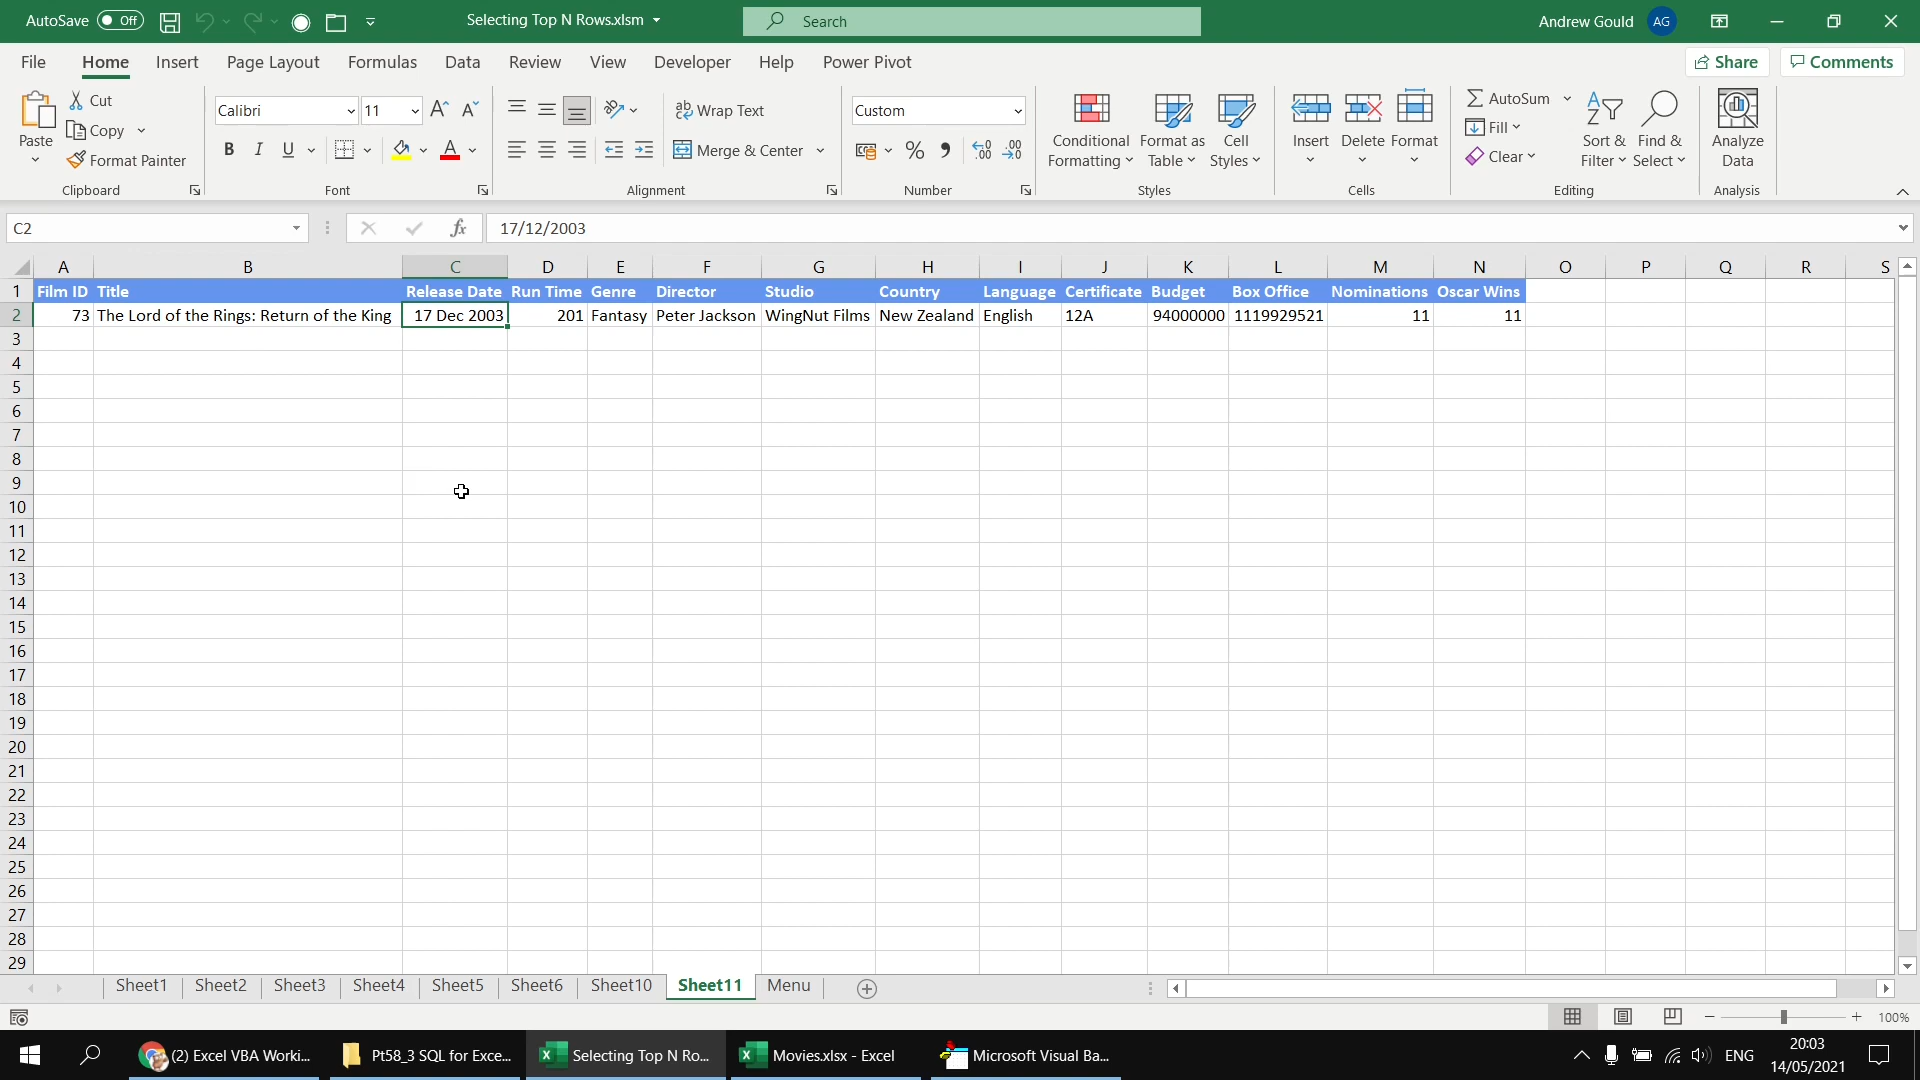 AutoSave Off Selecting Top N Rows.xlsm Search Andrew Gould AG
File Home Insert Page Layout Formulas Data Review View Developer Help Power Pivot Share Comments
Paste Cut Copy Format Painter Clipboard
Calibri 11 B I U A Font
Wrap Text Merge & Center Alignment
Custom % Number
Conditional Formatting Format as Table Cell Styles Styles
Insert Delete Format Cells
AutoSum Fill Clear Sort & Filter Find & Select Editing
Analyze Data Analysis
C2 fx 17/12/2003
A B C D E F G H I J K L M N O P Q R S
1 Film ID Title Release Date Run Time Genre Director Studio Country Language Certificate Budget Box Office Nominations Oscar Wins
2 73 The Lord of the Rings: Return of the King 17 Dec 2003 201 Fantasy Peter Jackson WingNut Films New Zealand English 12A 94000000 1119929521 11 11
3
4
5
6
7
8
9
10
11
12
13
14
15
16
17
18
19
20
21
22
23
24
25
26
27
28
29
Sheet1 Sheet2 Sheet3 Sheet4 Sheet5 Sheet6 Sheet10 Sheet11 Menu
100%
(2) Excel VBA Worki... Pt58_3 SQL for Exce... Selecting Top N Ro... Movies.xlsx - Excel Microsoft Visual Ba... ENG 20:03
14/05/2021